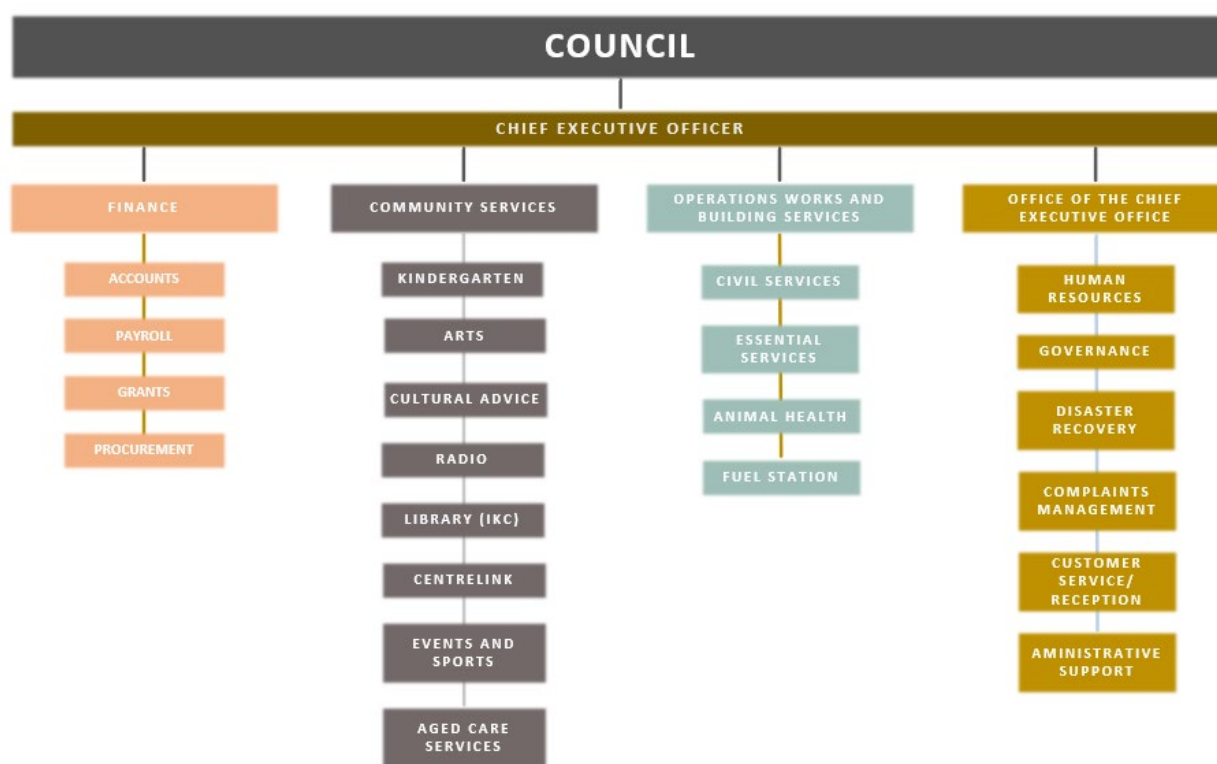 COUNCIL
CHIEF EXECUTIVE OFFICER
FINANCE
ACCOUNTS
PAYROLL
GRANTS
PROCUREMENT
COMMUNITY SERVICES
KINDERGARTEN
ARTS
CULTURAL ADVICE
RADIO
LIBRARY (IKC)
CENTRELINK
EVENTS AND
SPORTS
AGED CARE
SERVICES
OPERATIONS WORKS AND
BUILDING SERVICES
CIVIL SERVICES
ESSENTIAL
SERVICES
ANIMAL HEALTH
FUEL STATION
OFFICE OF THE CHIEF
EXECUTIVE OFFICE
HUMAN
RESOURCES
GOVERNANCE
DISASTER
RECOVERY
COMPLAINTS
MANAGEMENT
CUSTOMER
SERVICE/
RECEPTION
AMINISTRATIVE
SUPPORT